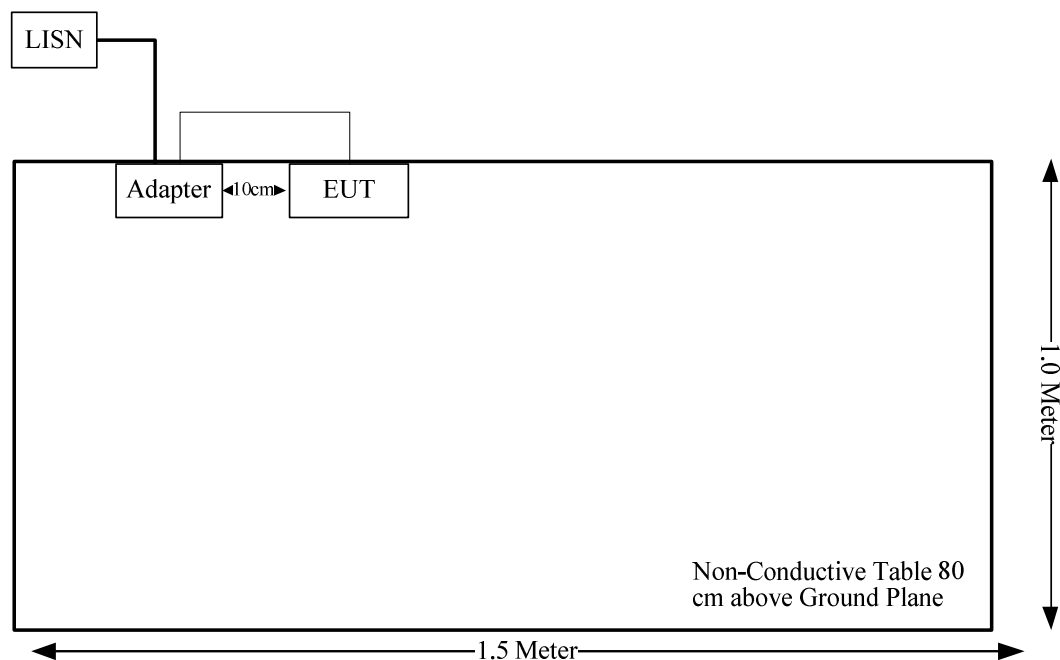 LISN
Adapter
10cm
EUT
1.0 Meter
Non-Conductive Table 80
cm above Ground Plane
1.5 Meter